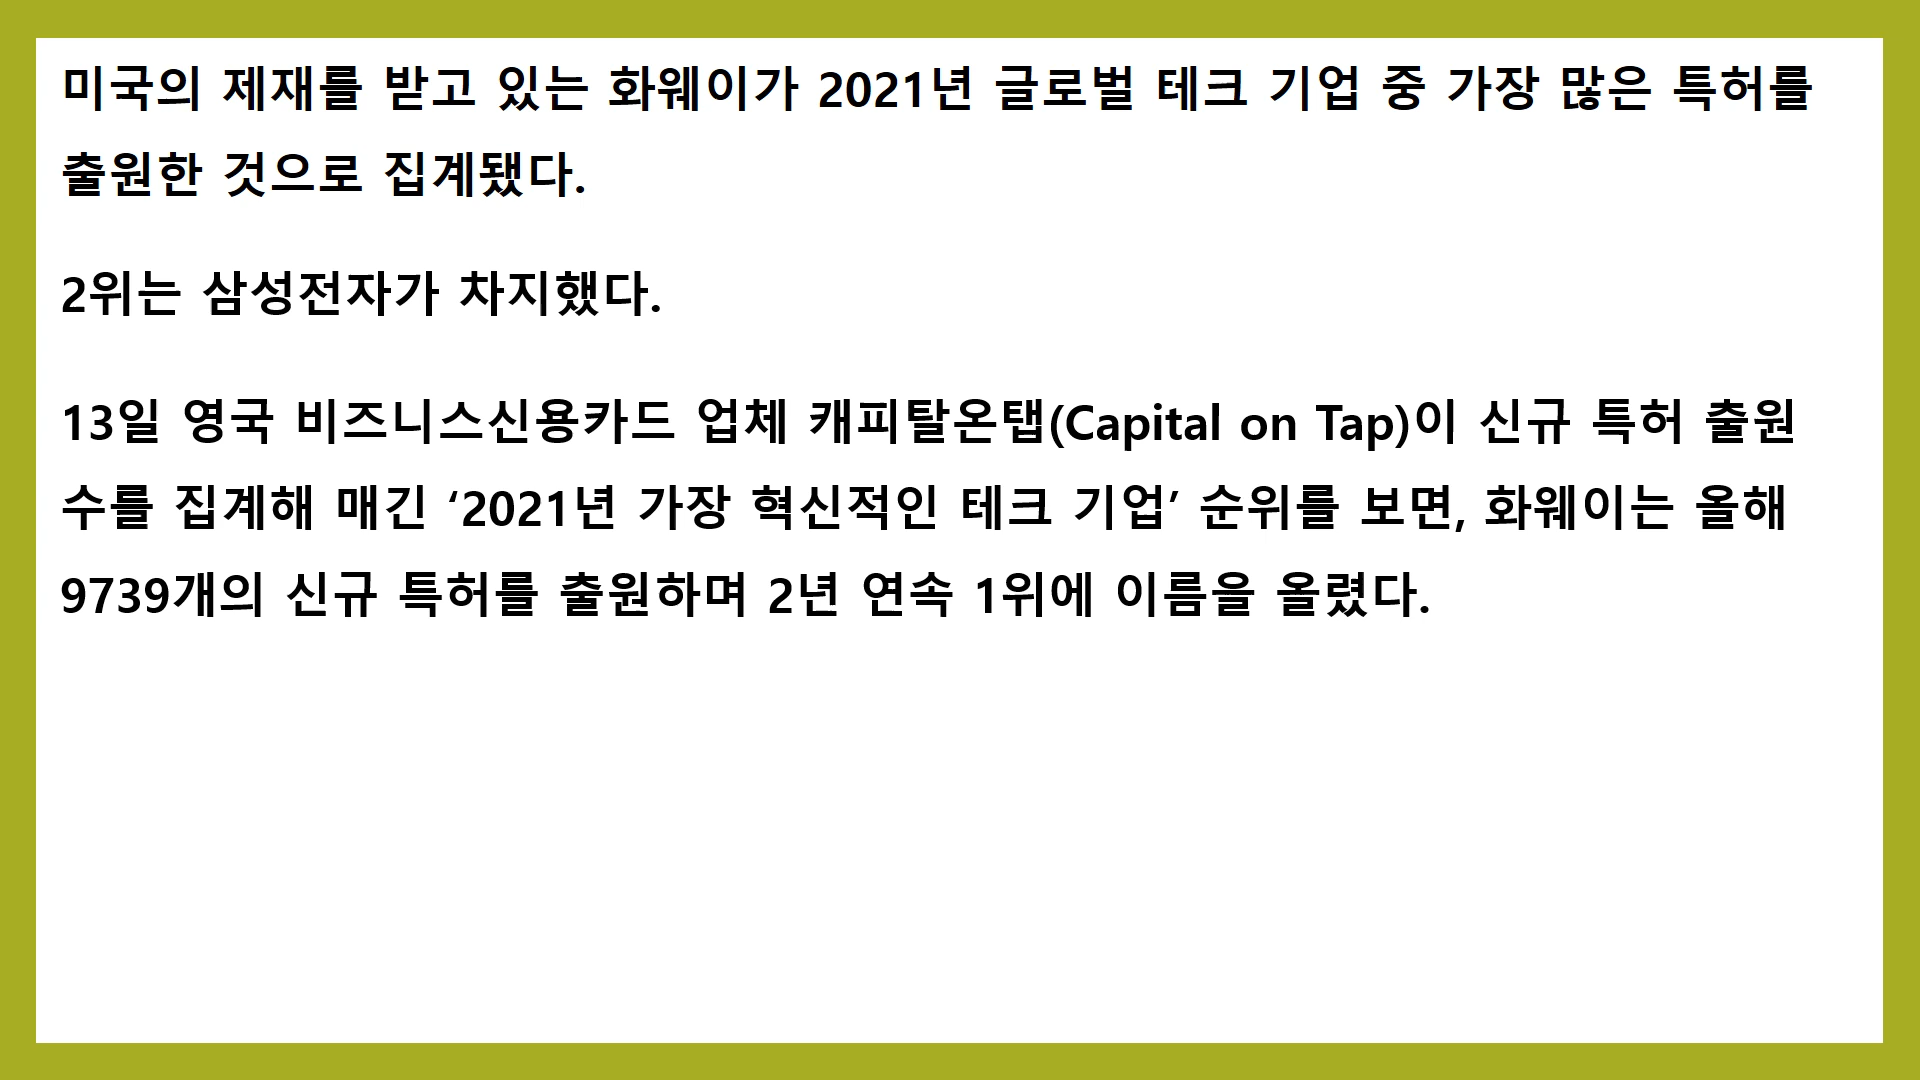 미국의 제재를 받고 있는 화웨이가 2021년 글로벌 테크 기업 중 가장 많은 특허를
출원한 것으로 집계됐다.
2위는 삼성전자가 차지했다.
13일 영국 비즈니스신용카드 업체 캐피탈온탭(Capital on Tap)이 신규 특허 출원
수를 집계해 매긴 ‘2021년 가장 혁신적인 테크 기업’ 순위를 보면, 화웨이는 올해
9739개의 신규 특허를 출원하며 2년 연속 1위에 이름을 올렸다.